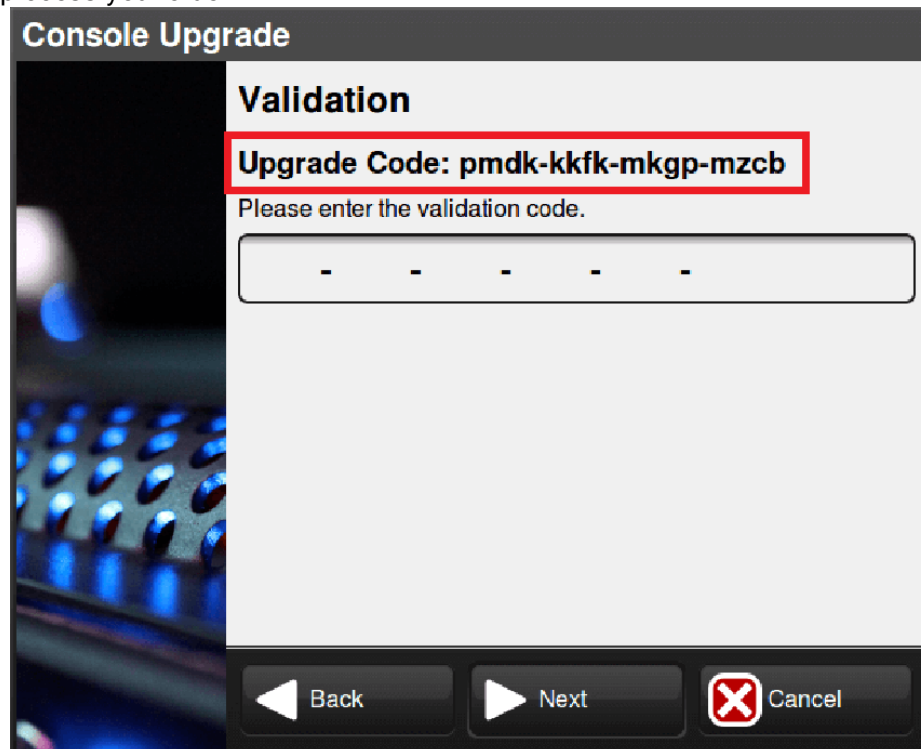 Console Upgrade
Validation
Upgrade Code: pmdk-kkfk-mkgp-mzcb
Please enter the validation code.
- - - - -
Back
Next
Cancel